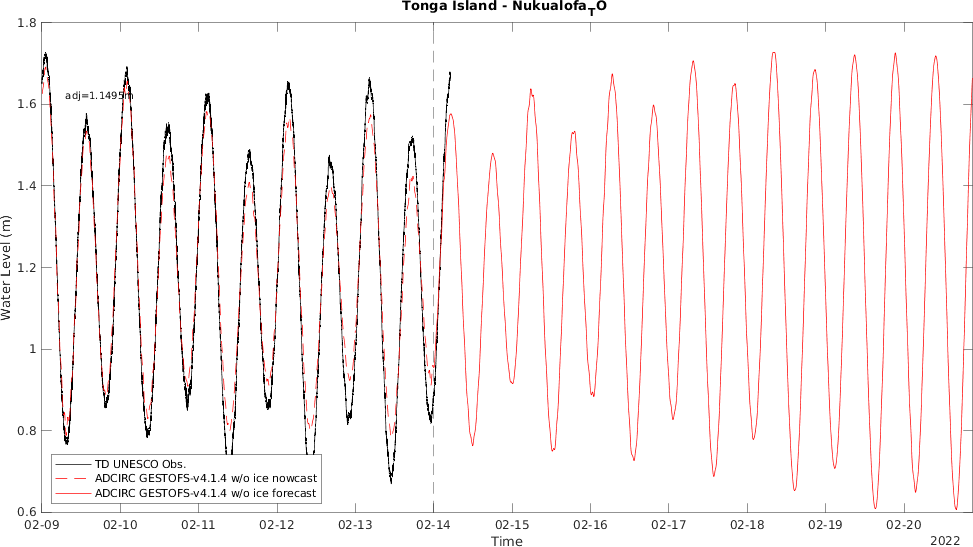 Tonga Island - NukualofaTO
1.8
1.6
1.4
1.2
1
0.8
0.6
Water Level (m)
adj=1.1495m
TD UNESCO Obs.
ADCIRC GESTOFS-v4.1.4 w/o ice nowcast
ADCIRC GESTOFS-v4.1.4 w/o ice forecast
02-09 02-10 02-11 02-12 02-13 02-14 02-15 02-16 02-17 02-18 02-19 02-20
Time
2022